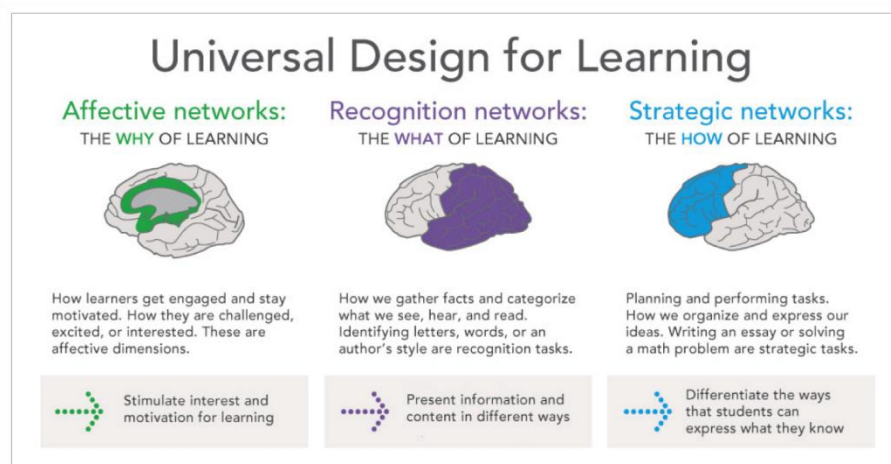 Universal Design for Learning
Affective networks:
THE WHY OF LEARNING
How learners get engaged and stay
motivated. How they are challenged,
excited, or interested. These are
affective dimensions.
Stimulate interest and
motivation for learning
Recognition networks:
THE WHAT OF LEARNING
How we gather facts and categorize
what we see, hear, and read.
Identifying letters, words, or an
author's style are recognition tasks.
Present information and
content in different ways
Strategic networks:
THE HOW OF LEARNING
Planning and performing tasks.
How we organize and express our
ideas. Writing an essay or solving
a math problem are strategic tasks.
Differentiate the ways
that students can
express what they know